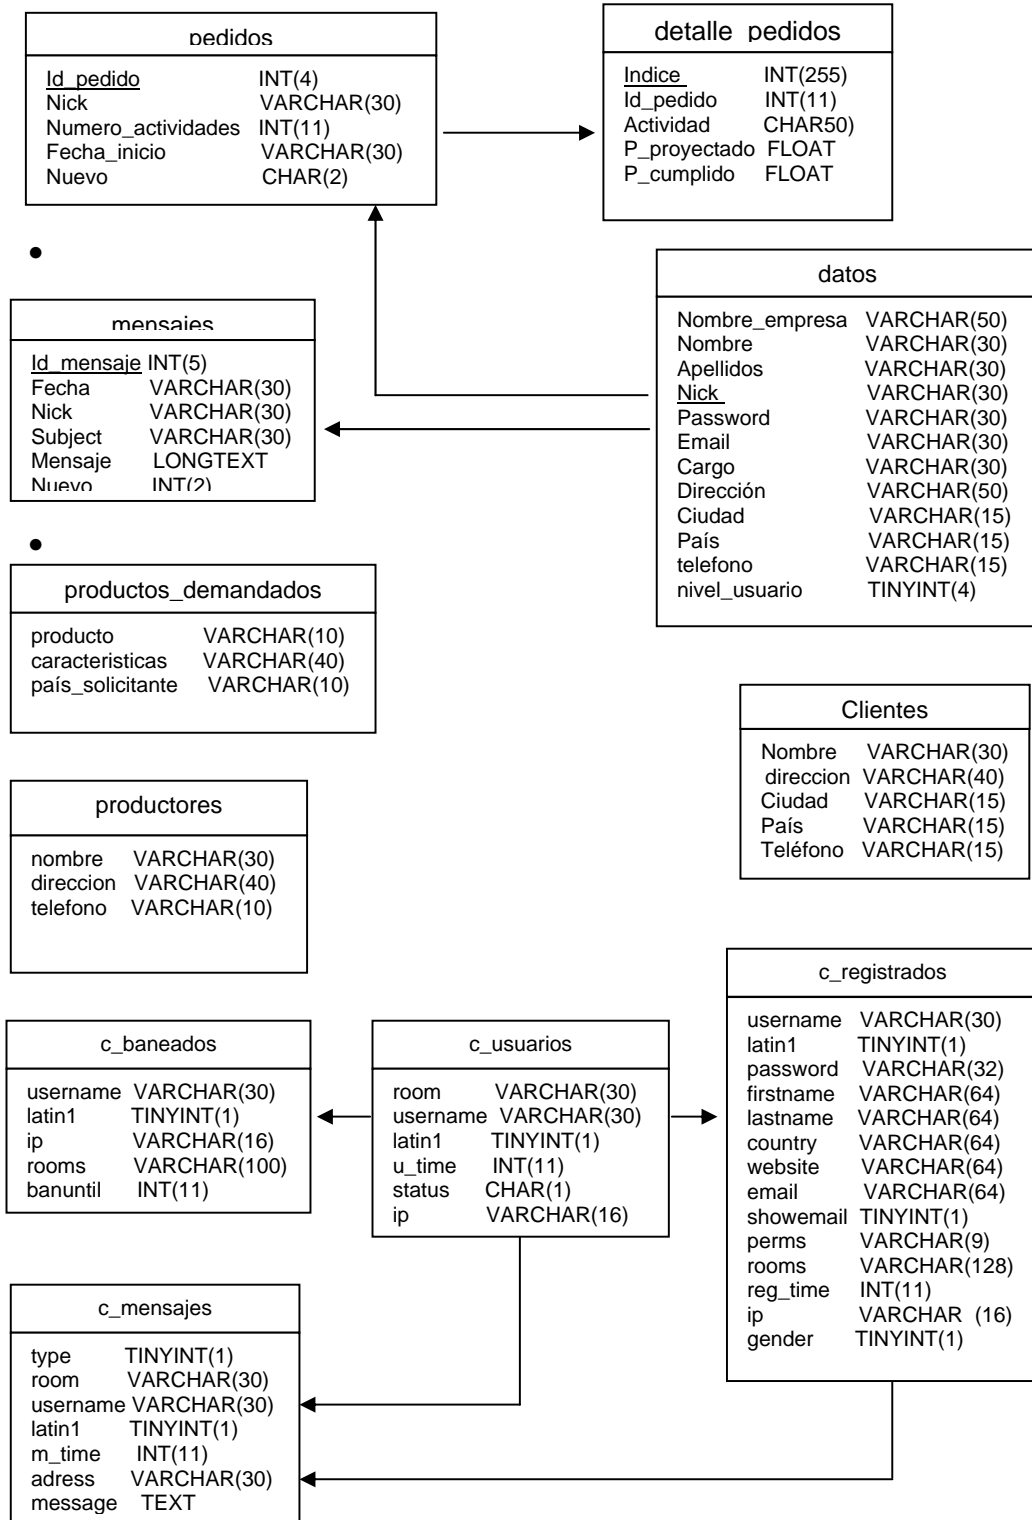 pedidos
Id_pedido INT(4)
Nick VARCHAR(30)
Numero_actividades INT(11)
Fecha_inicio VARCHAR(30)
Nuevo CHAR(2)
detalle_pedidos
Indice INT(255)
Id_pedido INT(11)
Actividad CHAR50)
P_proyectado FLOAT
P_cumplido FLOAT
mensajes
Id_mensaje INT(5)
Fecha VARCHAR(30)
Nick VARCHAR(30)
Subject VARCHAR(30)
Mensaje LONGTEXT
Nuevo INT(2)
datos
Nombre_empresa VARCHAR(50)
Nombre VARCHAR(30)
Apellidos VARCHAR(30)
Nick VARCHAR(30)
Password VARCHAR(30)
Email VARCHAR(30)
Cargo VARCHAR(30)
Dirección VARCHAR(50)
Ciudad VARCHAR(15)
País VARCHAR(15)
telefono VARCHAR(15)
nivel_usuario TINYINT(4)
productos_demandados
producto VARCHAR(10)
caracteristicas VARCHAR(40)
país_solicitante VARCHAR(10)
Clientes
Nombre VARCHAR(30)
direccion VARCHAR(40)
Ciudad VARCHAR(15)
País VARCHAR(15)
Teléfono VARCHAR(15)
productores
nombre VARCHAR(30)
direccion VARCHAR(40)
telefono VARCHAR(10)
c_registrados
username VARCHAR(30)
latin1 TINYINT(1)
password VARCHAR(32)
firstname VARCHAR(64)
lastname VARCHAR(64)
country VARCHAR(64)
website VARCHAR(64)
email VARCHAR(64)
showemail TINYINT(1)
perms VARCHAR(9)
rooms VARCHAR(128)
reg_time INT(11)
ip VARCHAR (16)
gender TINYINT(1)
c_baneados
username VARCHAR(30)
latin1 TINYINT(1)
ip VARCHAR(16)
rooms VARCHAR(100)
banuntil INT(11)
c_usuarios
room VARCHAR(30)
username VARCHAR(30)
latin1 TINYINT(1)
u_time INT(11)
status CHAR(1)
ip VARCHAR(16)
c_mensajes
type TINYINT(1)
room VARCHAR(30)
username VARCHAR(30)
latin1 TINYINT(1)
m_time INT(11)
adress VARCHAR(30)
message TEXT